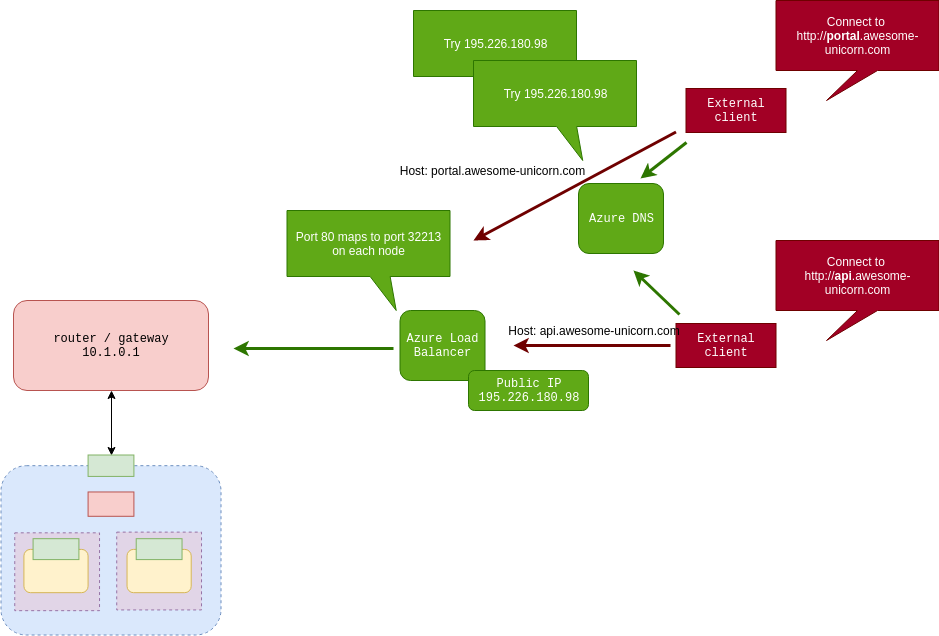 Connect to
http://portal.awesome-
unicorn.com
Try 195.226.180.98
Try 195.226.180.98
External
client
Host: portal.awesome-unicorn.com
Azure DNS
Port 80 maps to port 32213
on each node
Connect to
http://api.awesome-
unicorn.com
router / gateway
10.1.0.1
Azure Load
Balancer
Host: api.awesome-unicorn.com
External
client
Public IP
195.226.180.98